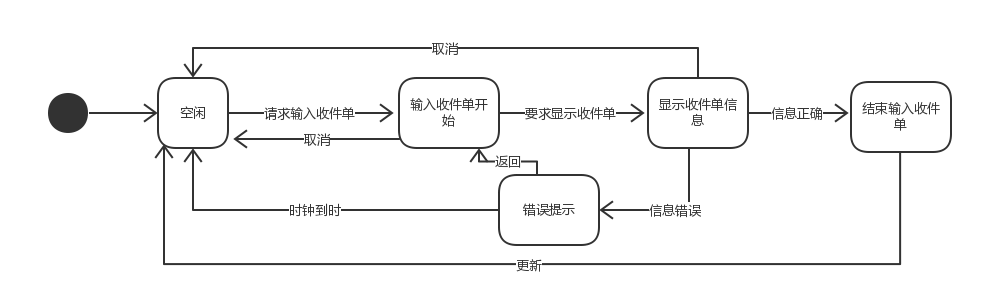 取消
空闲
请求输入收件单
输入收件单开
始
要求显示收件单
显示收件单信
息
信息正确
结束输入收件
单
取消
返回
时钟到时
错误提示
信息错误
更新